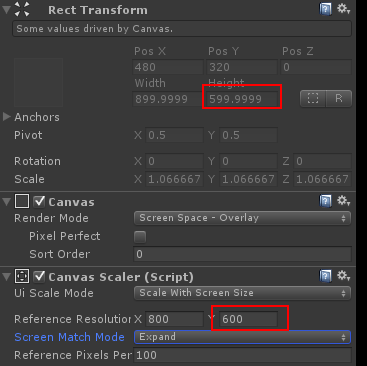 Rect Transform
Some values driven by Canvas.
Pos X Pos Y Pos Z
480 320 0
Width Height
899.9999 599.9999 R
Anchors
Pivot X 0.5 Y 0.5
Rotation X 0 Y 0 Z 0
Scale X 1.066667 Y 1.066667 Z 1.066667
Canvas
Render Mode Screen Space - Overlay
Pixel Perfect
Sort Order 0
Canvas Scaler (Script)
Ui Scale Mode Scale With Screen Size
Reference Resolution X 800 Y 600
Screen Match Mode Expand
Reference Pixels Per 100